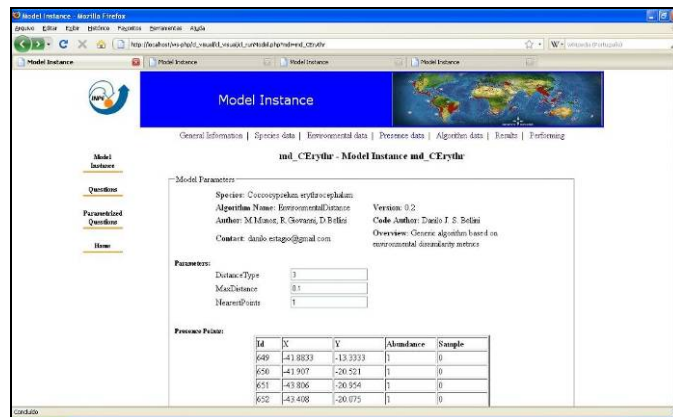 Model Instance - Mozilla Firefox
Arquivo Editar Exibir Histórico Favoritos Ferramentas Ajuda
Model Instance Model Instance Model Instance Model Instance
INPE
Model Instance
General Information | Species data | Environmental data | Presence data | Algorithm data | Results | Performing
Model Instance
Questions
Parametrized Questions
Home
md_CErythr - Model Instance md_CErythr
Model Parameters
Species: Coccocypselum erythrocephalum
Algorithm Name: EnvironmentalDistance Version: 0.2
Author: M.Munoz, R. Giovanni, D.Bellini Code Author: Danilo J. S. Bellini
Contact: danilo.estagio@gmail.com Overview: Generic algorithm based on
environmental dissimilarity metrics
Parameters:
DistanceType
MaxDistance 0.1
NearestPoints 1
Presence Points:
Id X Y Abundance Sample
649 -41.8833 -13.3333 1 0
650 -41.907 -20.521 1 0
651 -43.806 -20.954 1 0
652 -43.408 -20.075 1 0
Concluído